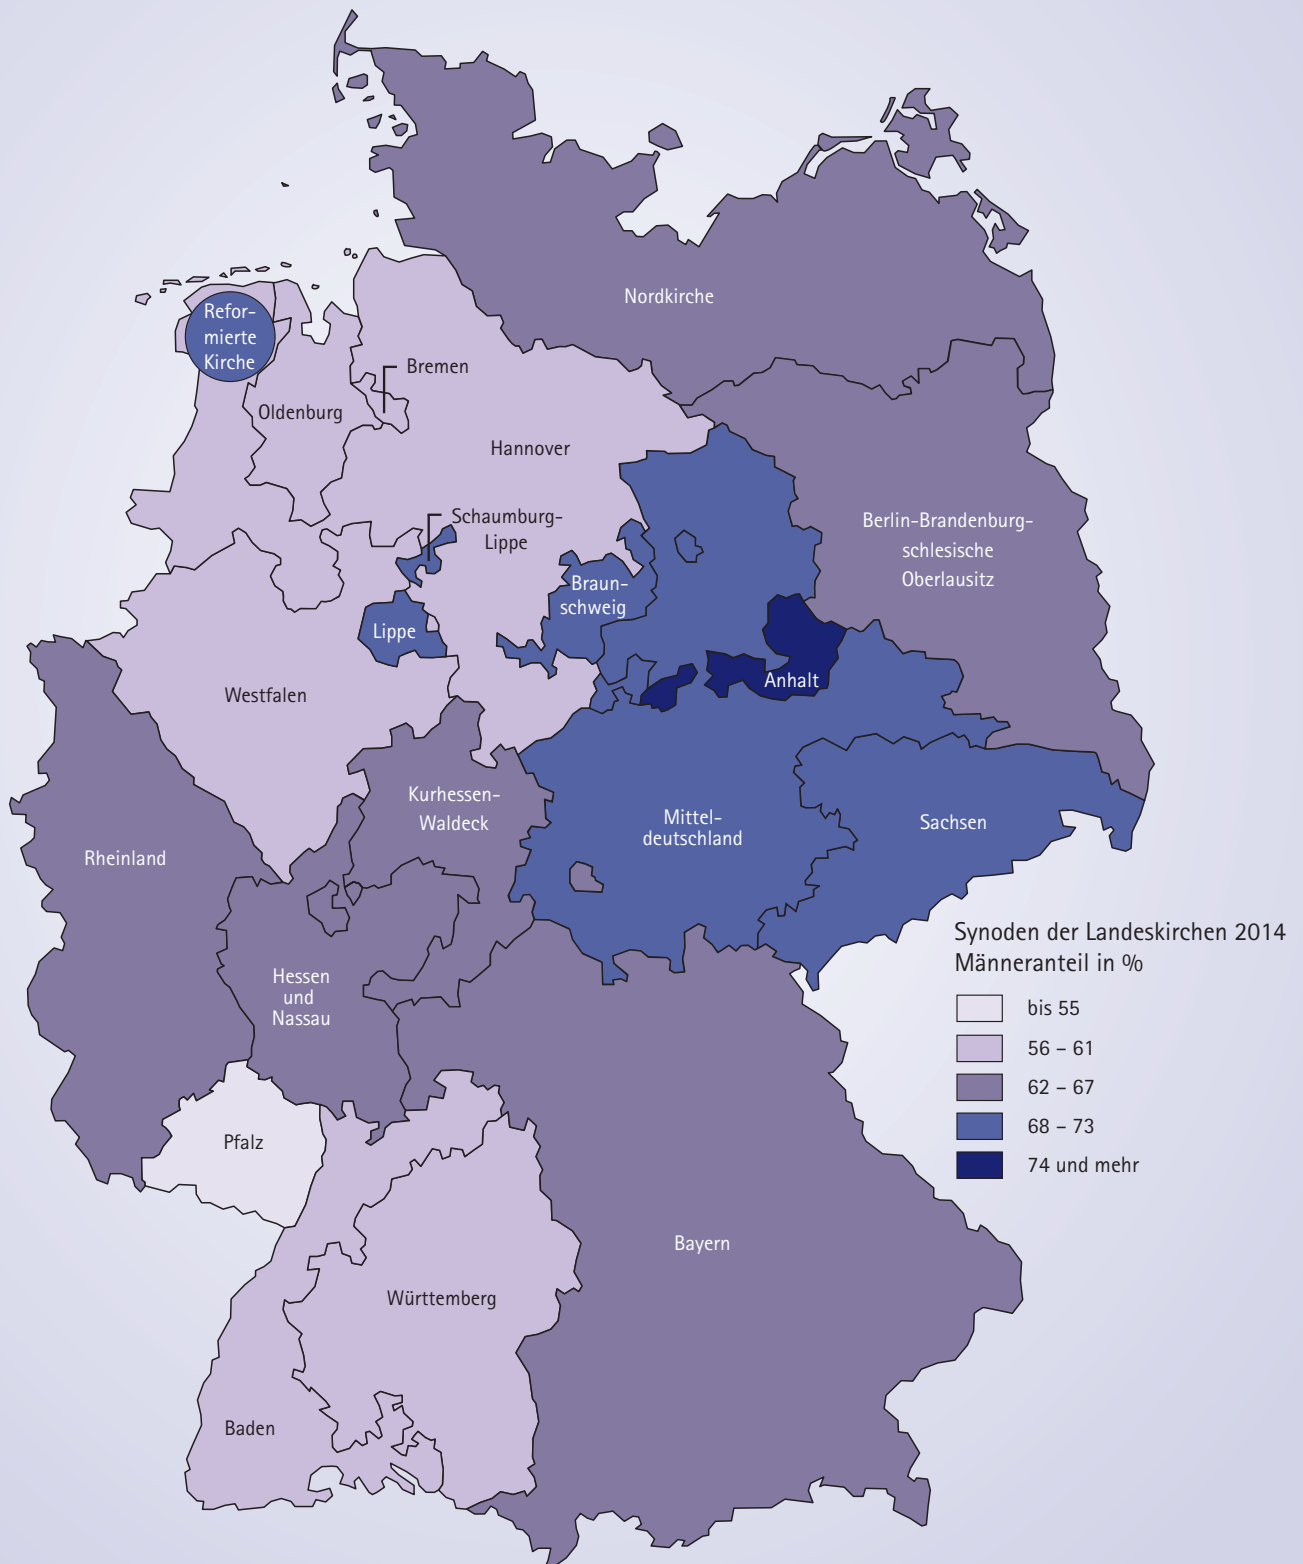 Nordkirche
Refor-
mierte
Kirche
Bremen
Oldenburg
Hannover
Schaumburg-
Lippe
Berlin-Brandenburg-
schlesische
Oberlausitz
Braun-
schweig
Lippe
Anhalt
Westfalen
Kurhessen-
Waldeck
Mittel-
deutschland
Sachsen
Rheinland
Hessen
und
Nassau
Synoden der Landeskirchen 2014
Männeranteil in %
bis 55
56 – 61
62 – 67
68 – 73
74 und mehr
Pfalz
Bayern
Württemberg
Baden